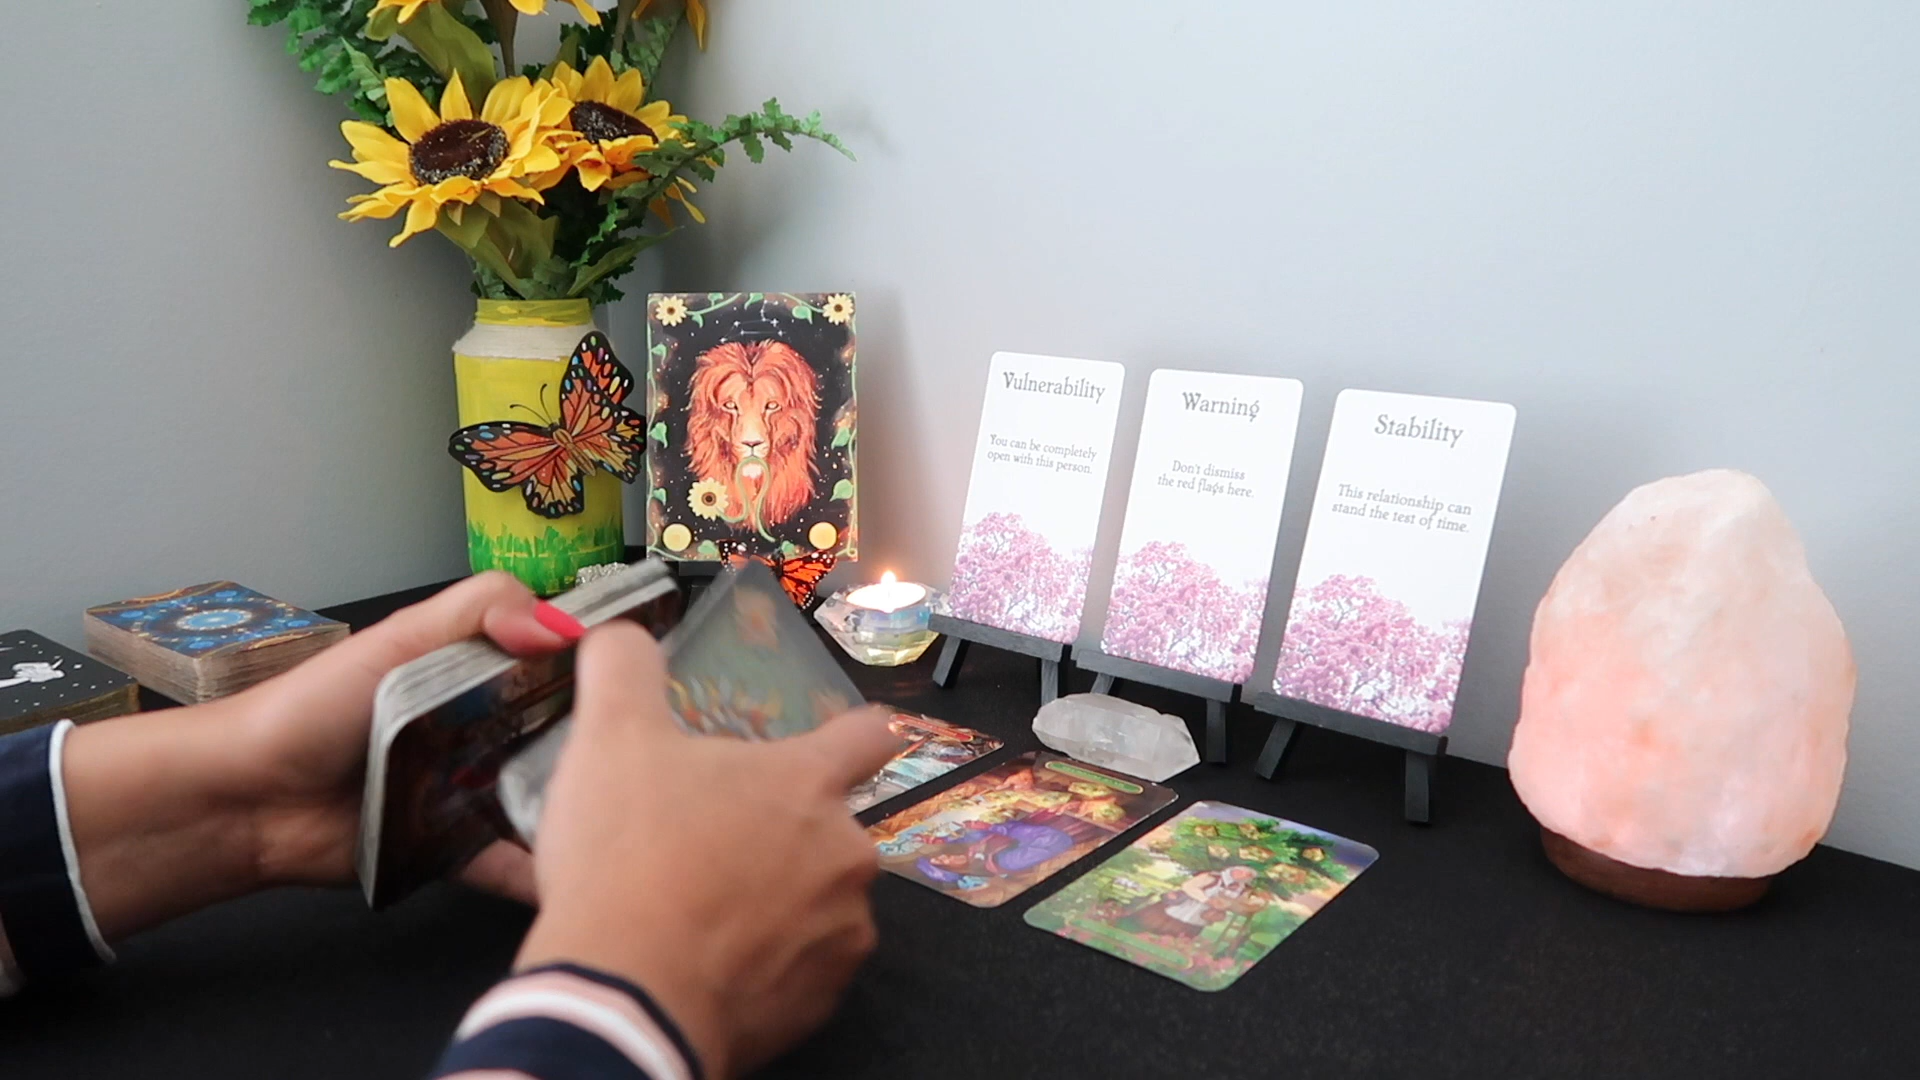 Vulnerability
You can be completely
open with this person.
Warning
Don't dismiss
the red flags here.
Stability
This relationship can
stand the test of time.